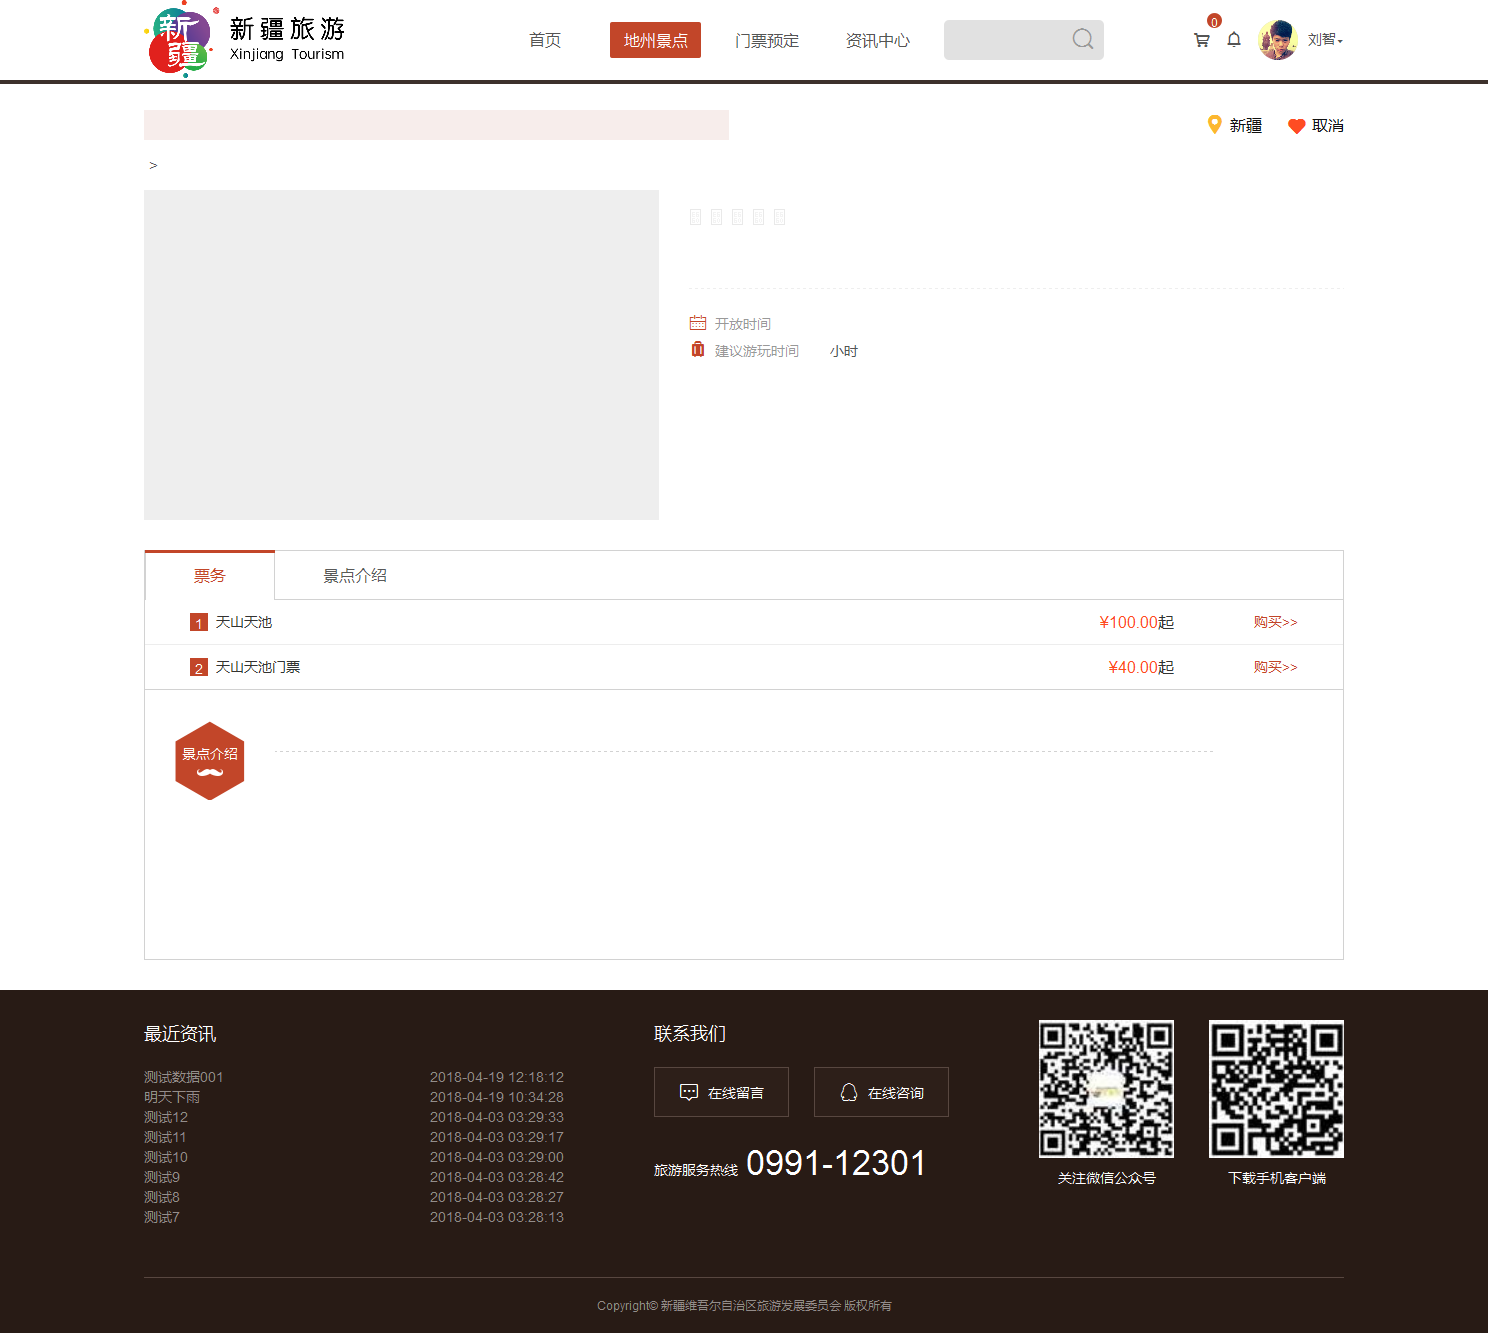 新疆
新疆旅游
Xinjiang Tourism
首页
地州景点
门票预定
资讯中心
0
刘智
新疆
取消
>
开放时间
建议游玩时间 小时
票务
景点介绍
1 天山天池 ¥100.00起 购买>>
2 天山天池门票 ¥40.00起 购买>>
景点介绍
最近资讯
测试数据001 2018-04-19 12:18:12
明天下雨 2018-04-19 10:34:28
测试12 2018-04-03 03:29:33
测试11 2018-04-03 03:29:17
测试10 2018-04-03 03:29:00
测试9 2018-04-03 03:28:42
测试8 2018-04-03 03:28:27
测试7 2018-04-03 03:28:13
联系我们
在线留言
在线咨询
旅游服务热线 0991-12301
关注微信公众号
下载手机客户端
Copyright© 新疆维吾尔自治区旅游发展委员会 版权所有